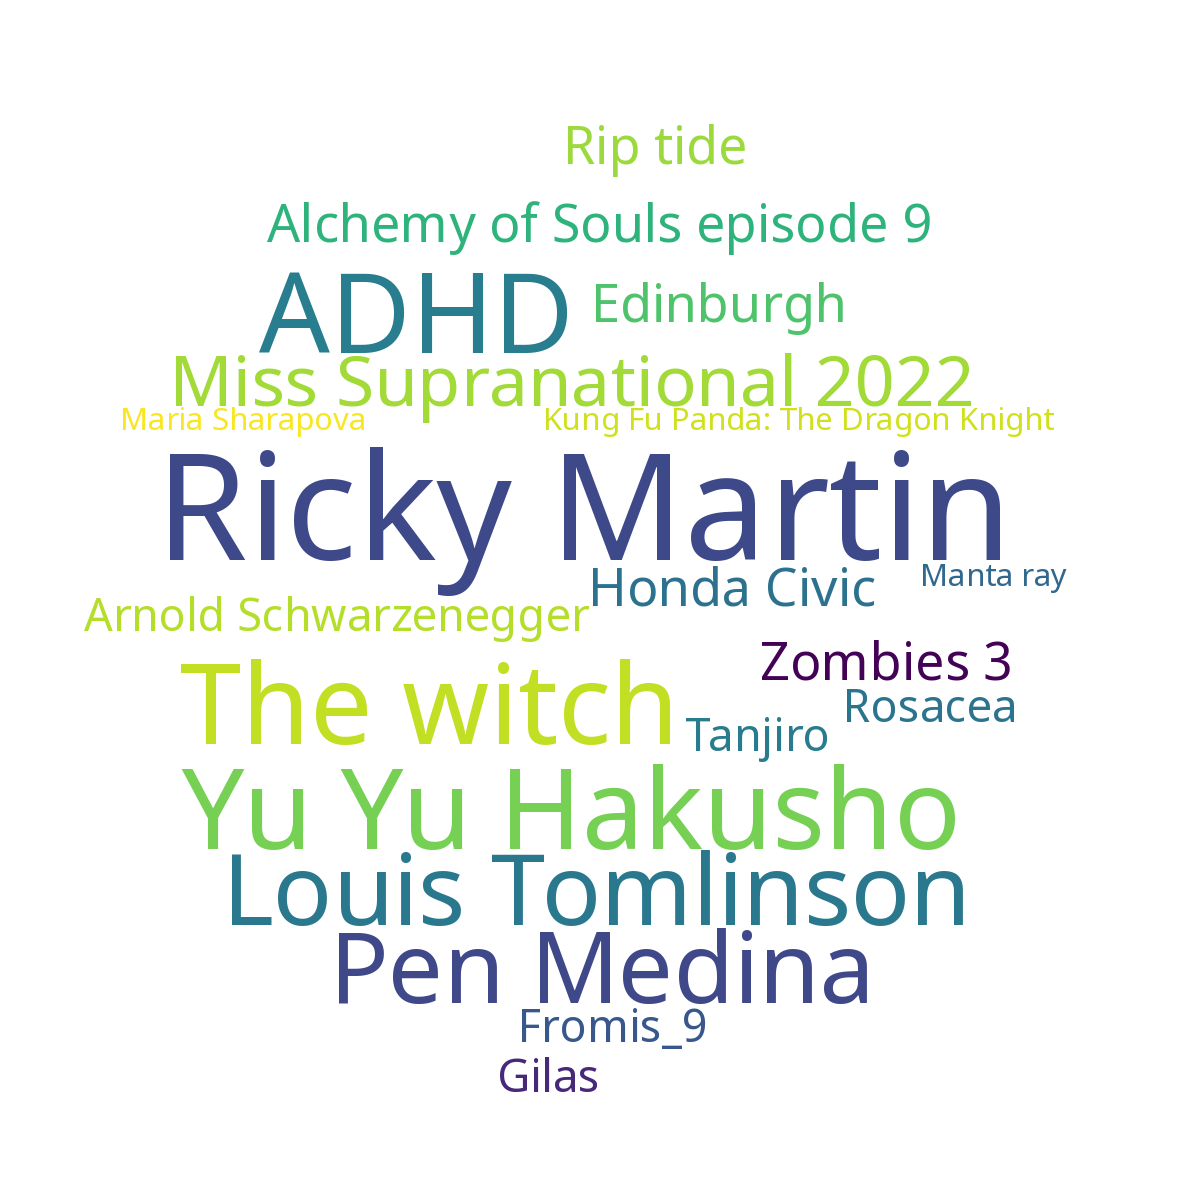 Rip tide
Alchemy of Souls episode 9
ADHD
Edinburgh
Miss Supranational 2022
Maria Sharapova
Kung Fu Panda: The Dragon Knight
Ricky Martin
Honda Civic
Manta ray
Arnold Schwarzenegger
Zombies 3
The witch
Rosacea
Tanjiro
Yu Yu Hakusho
Louis Tomlinson
Pen Medina
Fromis_9
Gilas